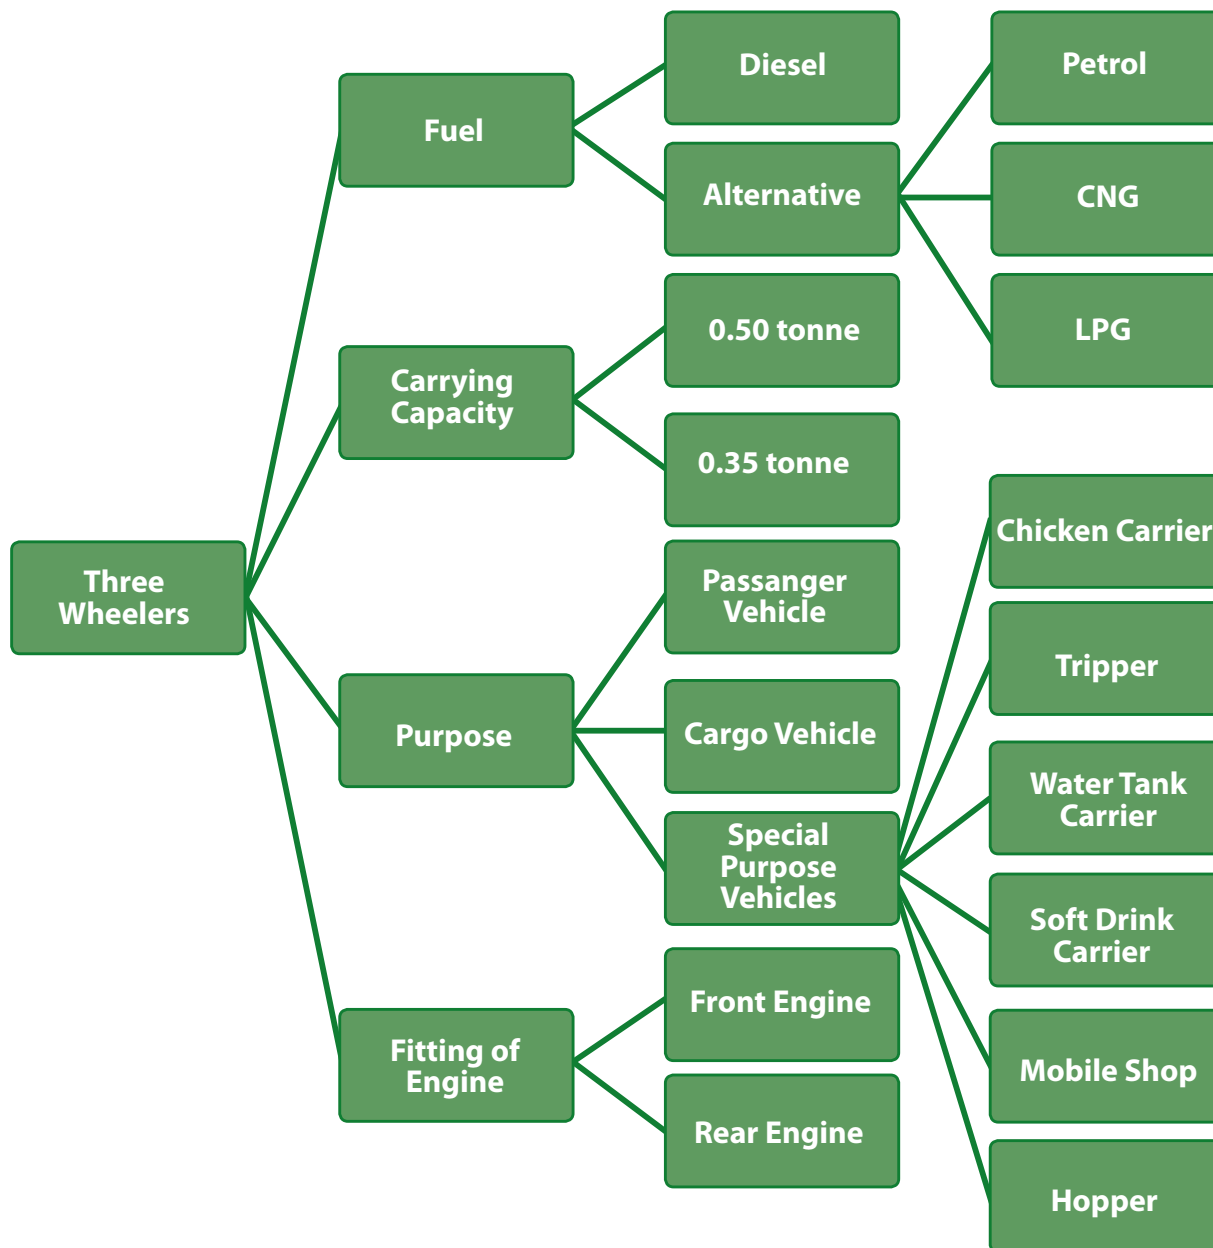 Diesel
Petrol
Fuel
Alternative
CNG
0.50 tonne
LPG
Carrying
Capacity
0.35 tonne
Chicken Carrier
Three
Wheelers
Passanger
Vehicle
Tripper
Purpose
Cargo Vehicle
Water Tank
Carrier
Special
Purpose
Vehicles
Soft Drink
Carrier
Front Engine
Fitting of
Engine
Mobile Shop
Rear Engine
Hopper